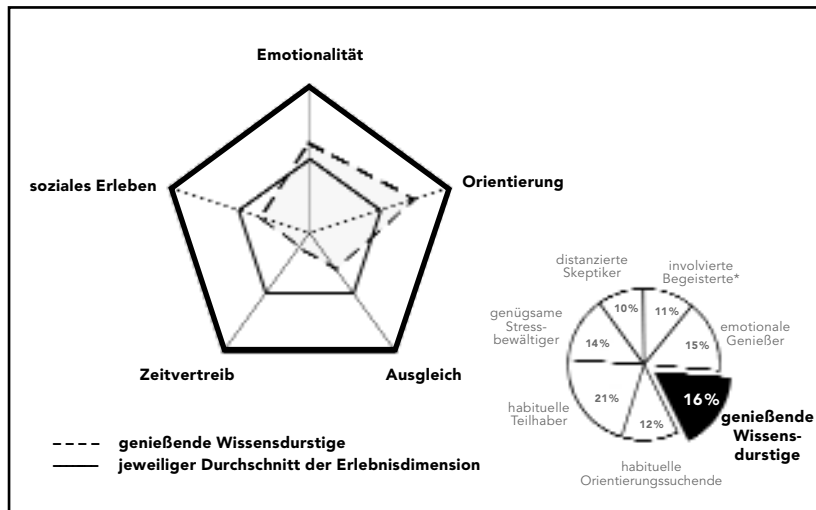 Emotionalität
soziales Erleben
Orientierung
Zeitvertreib
Ausgleich
genießende Wissensdurstige
jeweiliger Durchschnitt der Erlebnisdimension
distanzierte
Skeptiker
involvierte
Begeisterte*
genügsame
Stress-
bewältiger
emotionale
Genießer
10%
11%
14%
15%
21%
16%
12%
habituelle
Teilhaber
genießende
Wissens-
durstige
habituelle
Orientierungssuchende